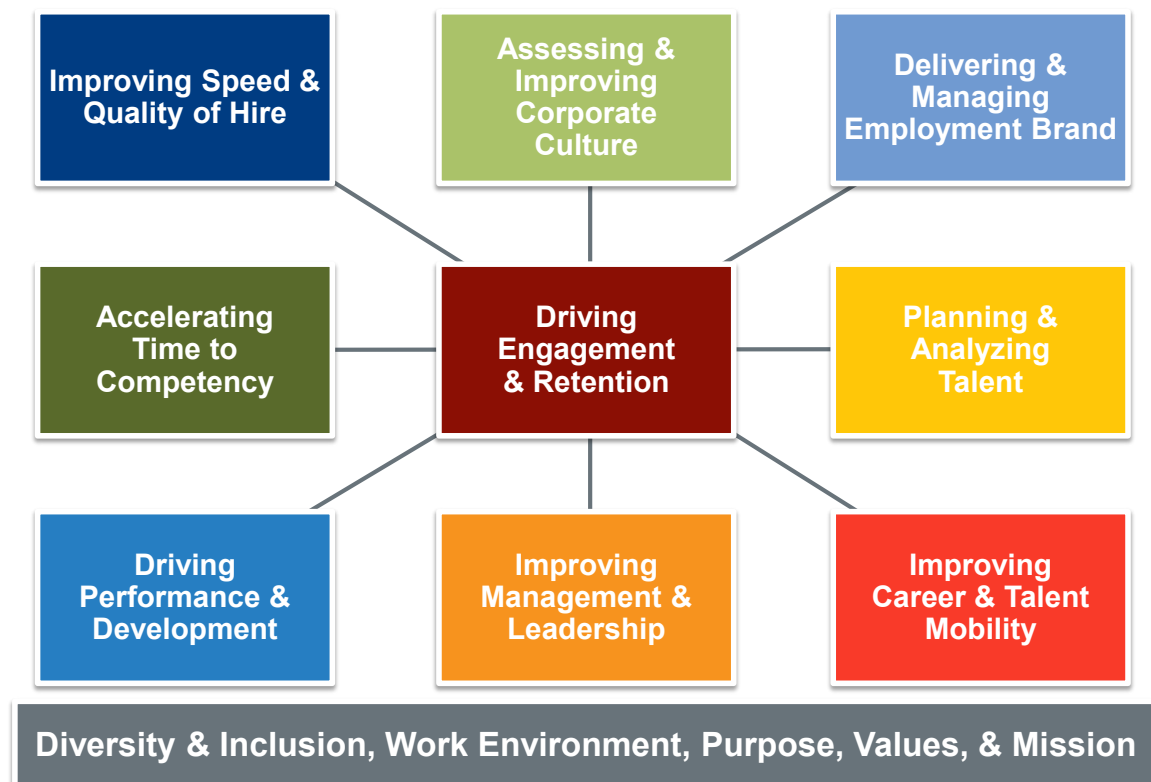 Improving Speed &
Quality of Hire
Assessing &
Improving
Corporate
Culture
Delivering &
Managing
Employment Brand
Accelerating
Time to
Competency
Driving
Engagement
& Retention
Planning &
Analyzing
Talent
Driving
Performance &
Development
Improving
Management &
Leadership
Improving
Career & Talent
Mobility
Diversity & Inclusion, Work Environment, Purpose, Values, & Mission